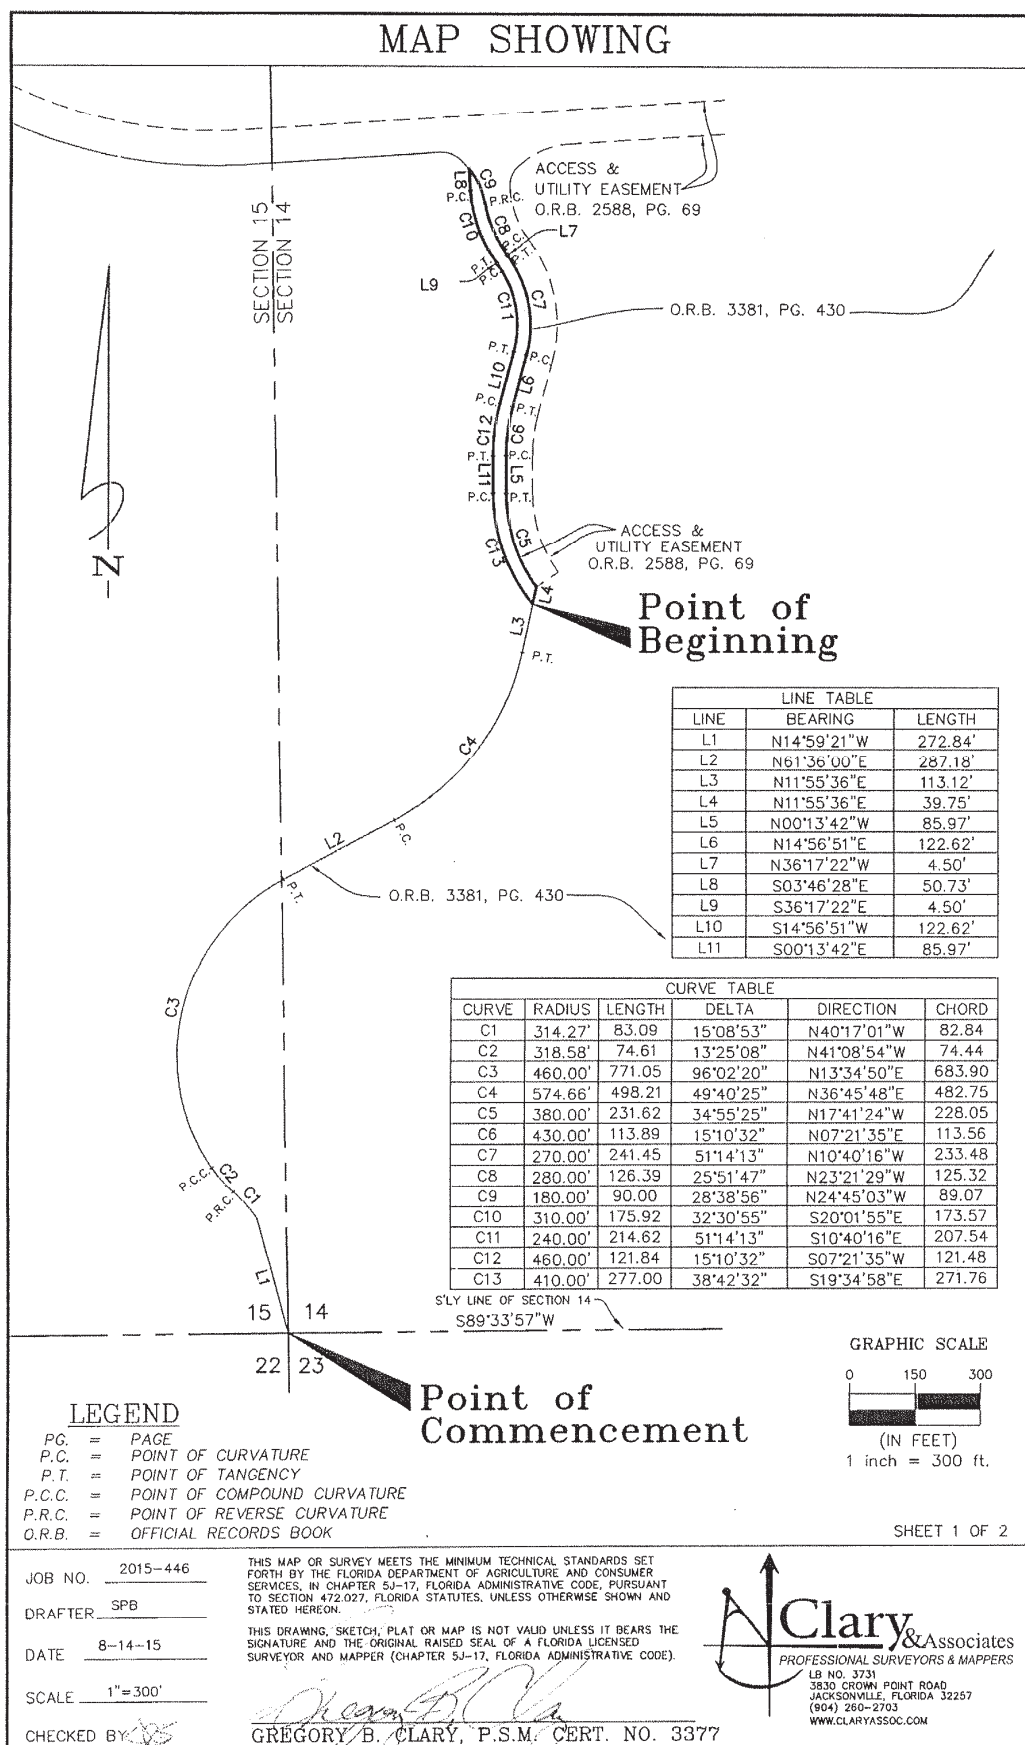 MAP SHOWING
SECTION 15
SECTION 14
ACCESS &
UTILITY EASEMENT
O.R.B. 2588, PG. 69
L8
C9
P.C.
P.R.C.
C10
C8
P.C.
L7
P.T.
P.T.
P.C.
L9
C11
C7
O.R.B. 3381, PG. 430
P.T.
P.C.
L10
L6
P.C.
P.T.
C12
C6
P.T.
P.C.
L11
L5
P.C.
P.T.
C13
C5
ACCESS &
UTILITY EASEMENT
O.R.B. 2588, PG. 69
N
L4
Point of
Beginning
L3
P.T.
C4
L2
P.C.
P.T.
O.R.B. 3381, PG. 430
C3
P.C.C.
C2
P.R.C.
C1
L1
LINE TABLE
LINE BEARING LENGTH
L1 N14°59'21"W 272.84'
L2 N61°36'00"E 287.18'
L3 N11°55'36"E 113.12'
L4 N11°55'36"E 39.75'
L5 N00°13'42"W 85.97'
L6 N14°56'51"E 122.62'
L7 N36°17'22"W 4.50'
L8 S03°46'28"E 50.73'
L9 S36°17'22"E 4.50'
L10 S14°56'51"W 122.62'
L11 S00°13'42"E 85.97'
CURVE TABLE
CURVE RADIUS LENGTH DELTA DIRECTION CHORD
C1 314.27' 83.09 15°08'53" N40°17'01"W 82.84
C2 318.58' 74.61 13°25'08" N41°08'54"W 74.44
C3 460.00' 771.05 96°02'20" N13°34'50"E 683.90
C4 574.66' 498.21 49°40'25" N36°45'48"E 482.75
C5 380.00' 231.62 34°55'25" N17°41'24"W 228.05
C6 430.00' 113.89 15°10'32" N07°21'35"E 113.56
C7 270.00' 241.45 51°14'13" N10°40'16"W 233.48
C8 280.00' 126.39 25°51'47" N23°21'29"W 125.32
C9 180.00' 90.00 28°38'56" N24°45'03"W 89.07
C10 310.00' 175.92 32°30'55" S20°01'55"E 173.57
C11 240.00' 214.62 51°14'13" S10°40'16"E 207.54
C12 460.00' 121.84 15°10'32" S07°21'35"W 121.48
C13 410.00' 277.00 38°42'32" S19°34'58"E 271.76
S'LY LINE OF SECTION 14
S89°33'57"W
15 14
22 23
Point of
Commencement
GRAPHIC SCALE
0 150 300
(IN FEET)
1 inch = 300 ft.
LEGEND
PG. = PAGE
P.C. = POINT OF CURVATURE
P.T. = POINT OF TANGENCY
P.C.C. = POINT OF COMPOUND CURVATURE
P.R.C. = POINT OF REVERSE CURVATURE
O.R.B. = OFFICIAL RECORDS BOOK
SHEET 1 OF 2
JOB NO. 2015-446
DRAFTER SPB
DATE 8-14-15
SCALE 1"=300'
CHECKED BY:
THIS MAP OR SURVEY MEETS THE MINIMUM TECHNICAL STANDARDS SET
FORTH BY THE FLORIDA DEPARTMENT OF AGRICULTURE AND CONSUMER
SERVICES, IN CHAPTER 5J-17, FLORIDA ADMINISTRATIVE CODE, PURSUANT
TO SECTION 472.027, FLORIDA STATUTES, UNLESS OTHERWISE SHOWN AND
STATED HEREON.
THIS DRAWING, SKETCH, PLAT OR MAP IS NOT VALID UNLESS IT BEARS THE
SIGNATURE AND THE ORIGINAL RAISED SEAL OF A FLORIDA LICENSED
SURVEYOR AND MAPPER (CHAPTER 5J-17, FLORIDA ADMINISTRATIVE CODE).
Gregory B. Clary
GREGORY B. CLARY, P.S.M. CERT. NO. 3377
Clary & Associates
PROFESSIONAL SURVEYORS & MAPPERS
LB NO. 3731
3830 CROWN POINT ROAD
JACKSONVILLE, FLORIDA 32257
(904) 260-2703
WWW.CLARYASSOC.COM